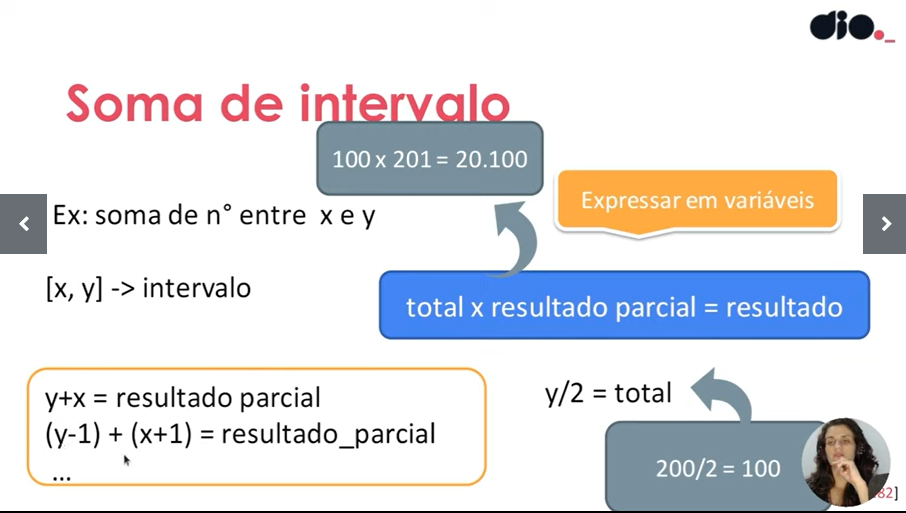 dio._
Soma de intervalo
100 x 201 = 20.100
Expressar em variáveis
Ex: soma de n° entre x e y
[x, y] -> intervalo
total x resultado parcial = resultado
y+x = resultado parcial
(y-1) + (x+1) = resultado_parcial
...
y/2 = total
200/2 = 100
82]